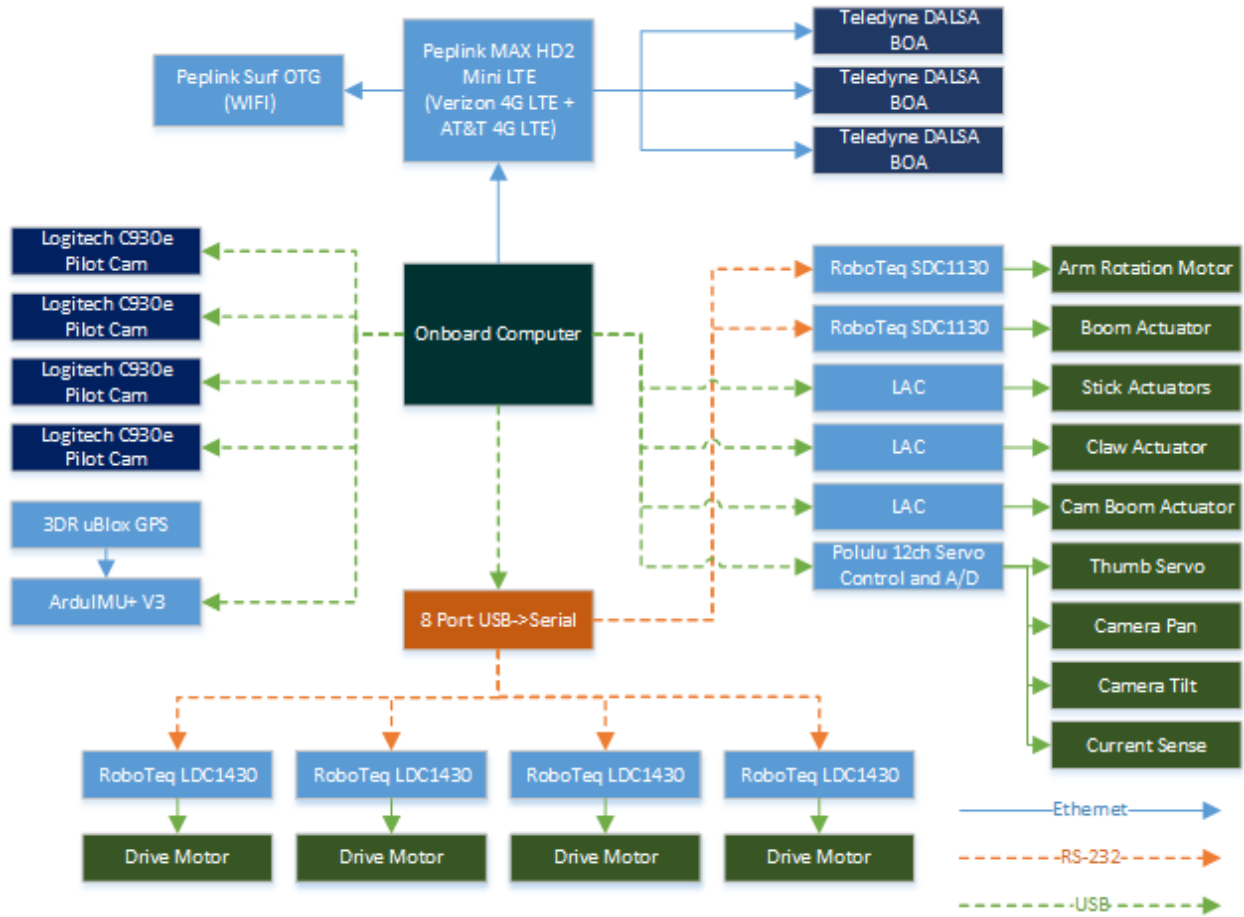 Peplink Surf OTG
(WIFI)
Peplink MAX HD2
Mini LTE
(Verizon 4G LTE +
AT&T 4G LTE)
Teledyne DALSA
BOA
Teledyne DALSA
BOA
Teledyne DALSA
BOA
Logitech C930e
Pilot Cam
Logitech C930e
Pilot Cam
Logitech C930e
Pilot Cam
Logitech C930e
Pilot Cam
3DR uBlox GPS
ArduIMU+ V3
Onboard Computer
8 Port USB->Serial
RoboTeq SDC1130
Arm Rotation Motor
RoboTeq SDC1130
Boom Actuator
LAC
Stick Actuators
LAC
Claw Actuator
LAC
Cam Boom Actuator
Polulu 12ch Servo
Control and A/D
Thumb Servo
Camera Pan
Camera Tilt
Current Sense
RoboTeq LDC1430
RoboTeq LDC1430
RoboTeq LDC1430
RoboTeq LDC1430
Drive Motor
Drive Motor
Drive Motor
Drive Motor
Ethernet
RS-232
USB